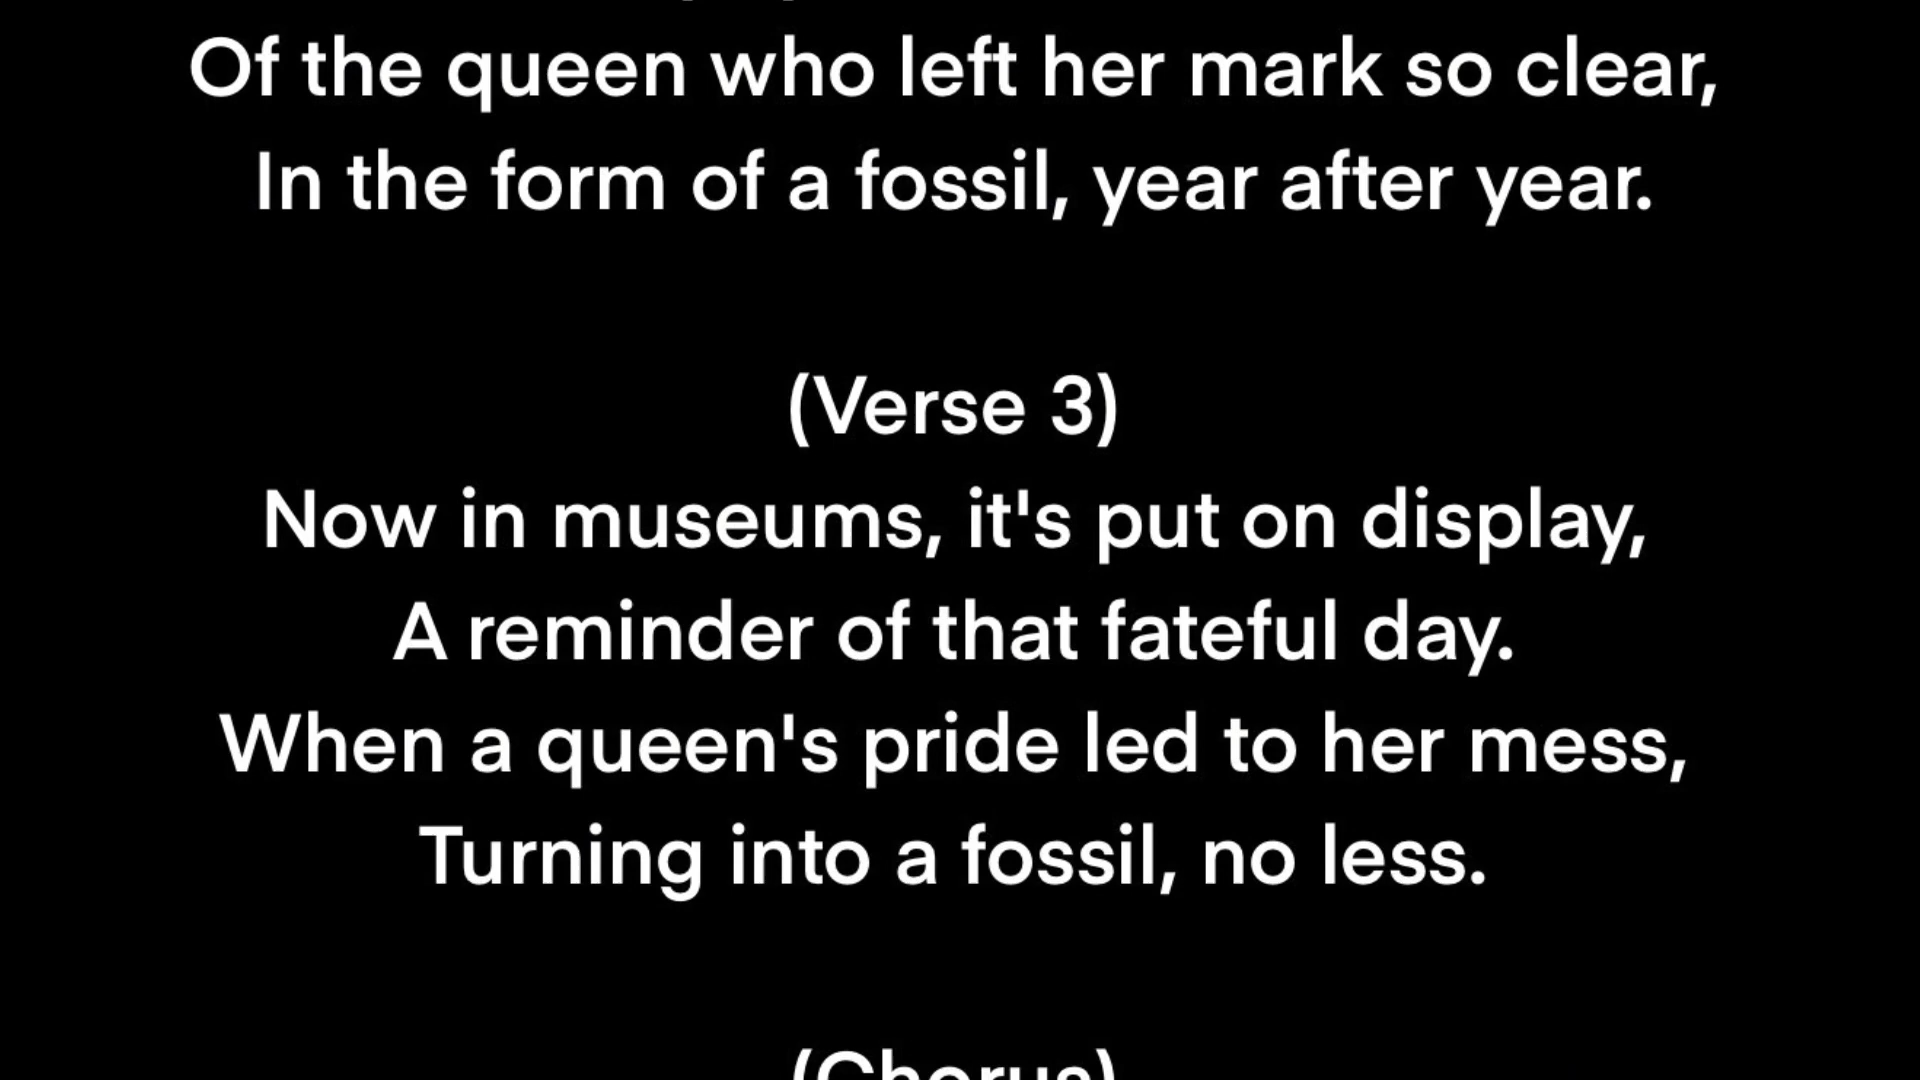 Of the queen who left her mark so clear,
In the form of a fossil, year after year.
(Verse 3)
Now in museums, it's put on display,
A reminder of that fateful day.
When a queen's pride led to her mess,
Turning into a fossil, no less.
(Chorus)